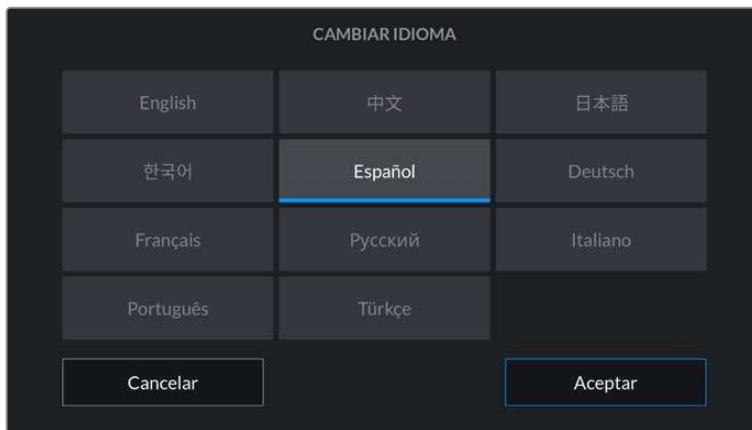 CAMBIAR IDIOMA
English 中文 日本語
한국어 Español Deutsch
Français Русский Italiano
Português Türkçe
Cancelar Aceptar